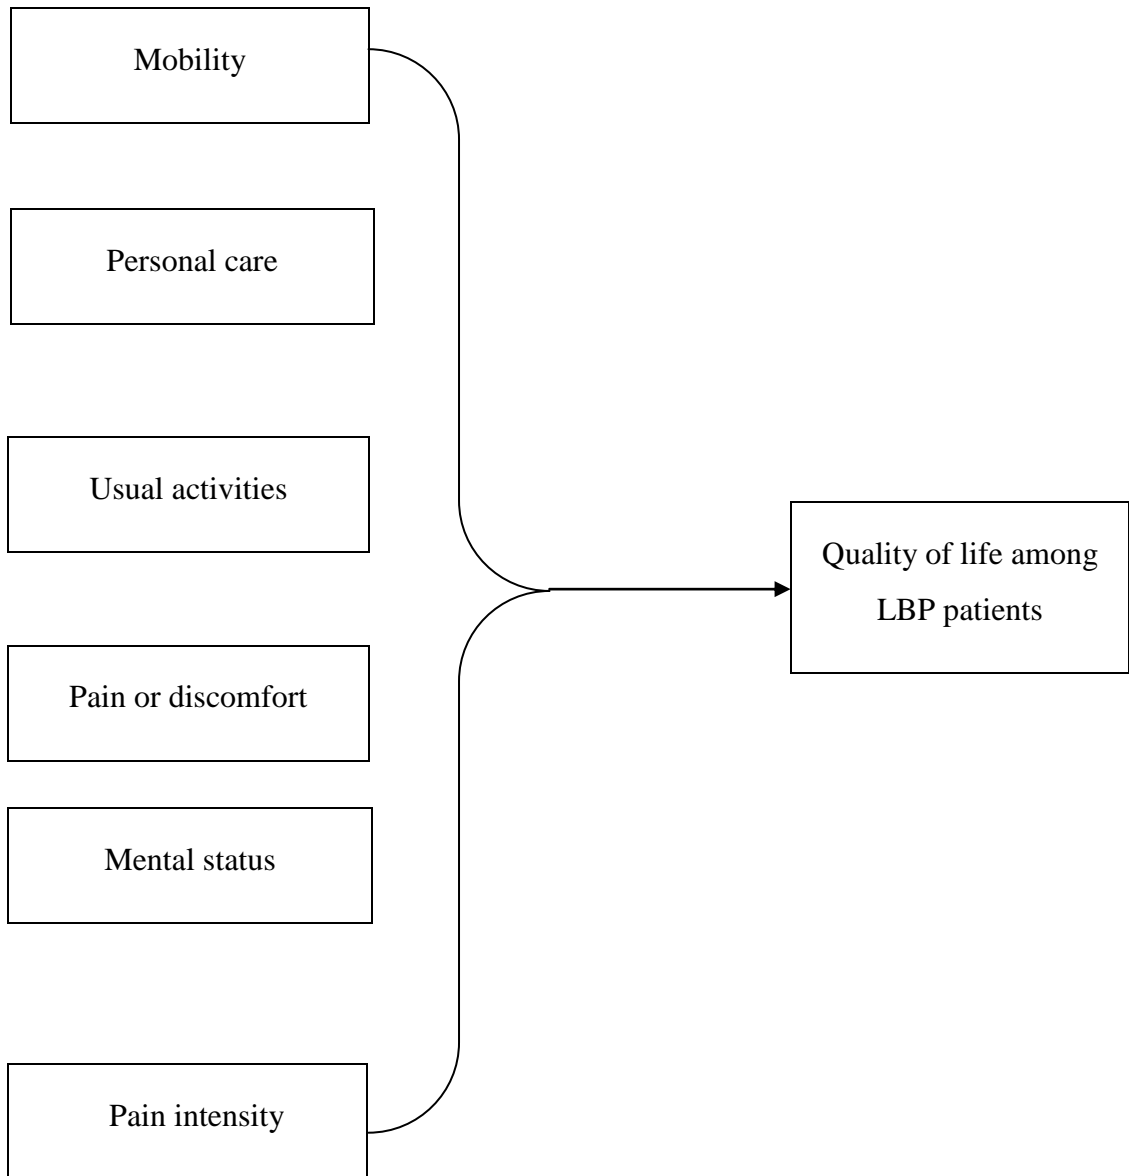 Mobility
Personal care
Usual activities
Pain or discomfort
Mental status
Pain intensity
Quality of life among
LBP patients